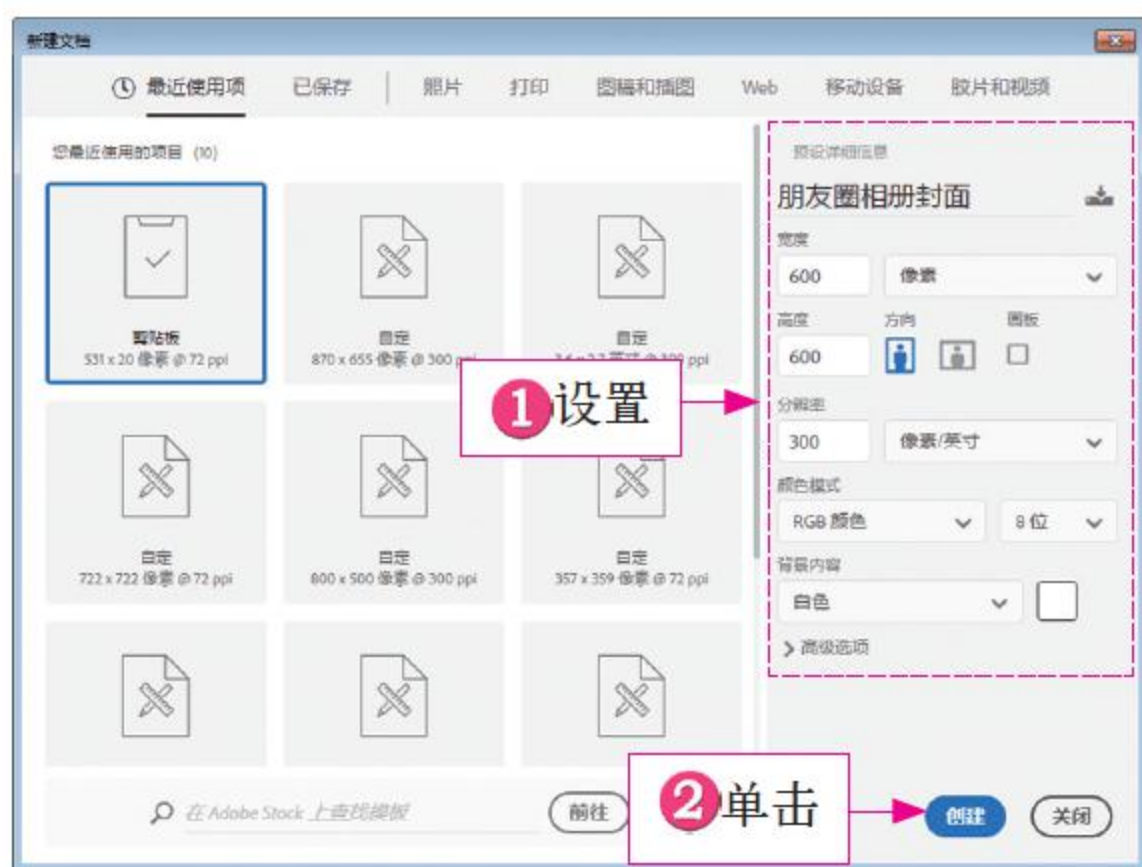 新建文档
最近使用项 已保存 照片 打印 图稿和插图 Web 移动设备 胶片和视频
您最近使用的项目 (10)
剪贴板
531 x 20 像素 @ 72 ppi
自定
870 x 655 像素 @ 300 ppi
自定
ppi
自定
722 x 722 像素 @ 72 ppi
自定
800 x 500 像素 @ 300 ppi
自定
357 x 359 像素 @ 72 ppi
在 Adobe Stock 上查找模板
前往
预设详细信息
朋友圈相册封面
宽度
600 像素
高度 方向 画板
600
分辨率
300 像素/英寸
颜色模式
RGB 颜色 8 位
背景内容
白色
高级选项
创建 关闭
1设置
2单击